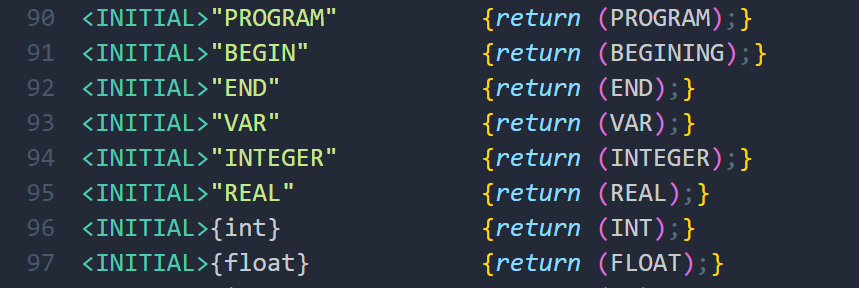 90 <INITIAL>"PROGRAM" {return (PROGRAM);}
91 <INITIAL>"BEGIN" {return (BEGINING);}
92 <INITIAL>"END" {return (END);}
93 <INITIAL>"VAR" {return (VAR);}
94 <INITIAL>"INTEGER" {return (INTEGER);}
95 <INITIAL>"REAL" {return (REAL);}
96 <INITIAL>{int} {return (INT);}
97 <INITIAL>{float} {return (FLOAT);}